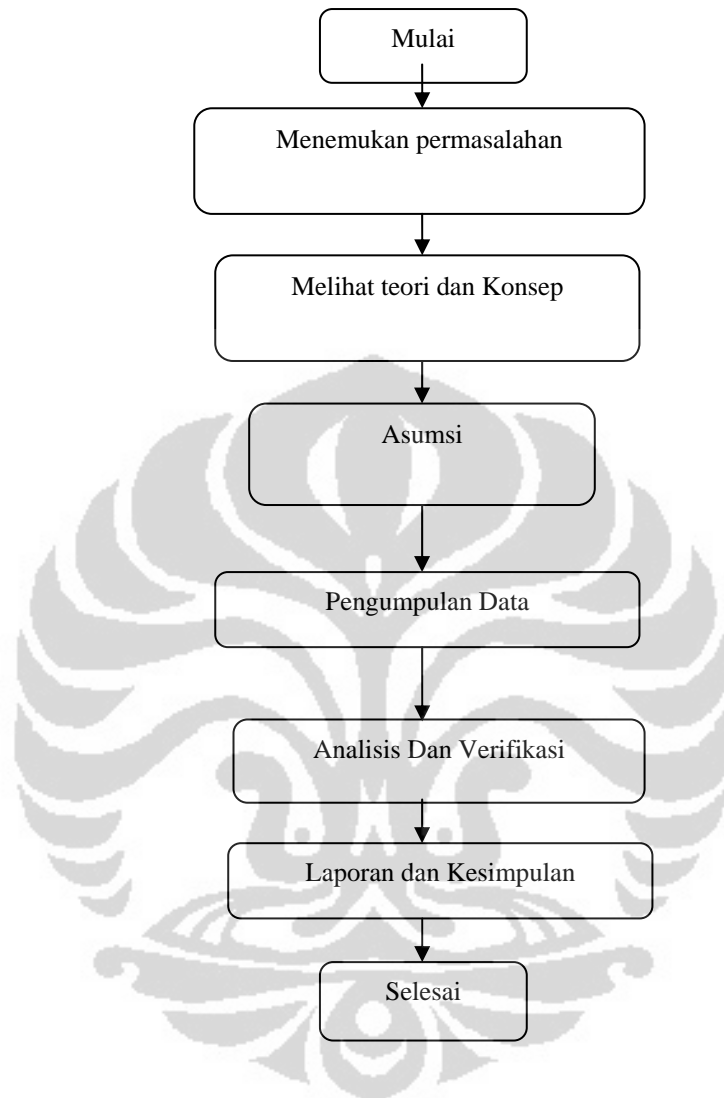 Mulai
Menemukan permasalahan
Melihat teori dan Konsep
Asumsi
Pengumpulan Data
Analisis Dan Verifikasi
Laporan dan Kesimpulan
Selesai